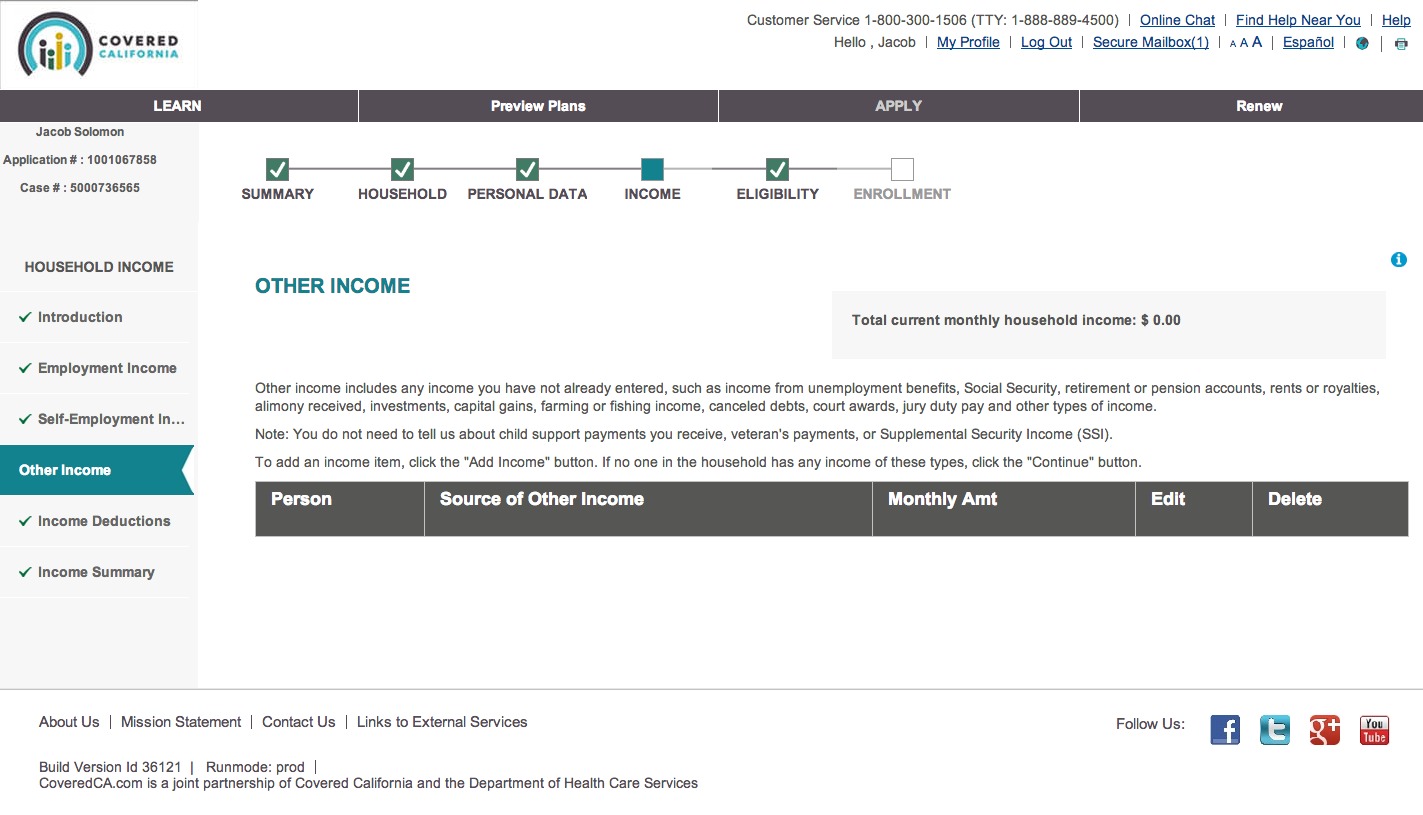 COVERED
CALIFORNIA
Customer Service 1-800-300-1506 (TTY: 1-888-889-4500) | Online Chat | Find Help Near You | Help
Hello , Jacob | My Profile | Log Out | Secure Mailbox(1) | A A A | Español |
LEARN Preview Plans APPLY Renew
Jacob Solomon
Application # : 1001067858
Case # : 5000736565
SUMMARY HOUSEHOLD PERSONAL DATA INCOME ELIGIBILITY ENROLLMENT
HOUSEHOLD INCOME
Introduction
Employment Income
Self-Employment In...
Other Income
Income Deductions
Income Summary
OTHER INCOME
i
Total current monthly household income: $ 0.00
Other income includes any income you have not already entered, such as income from unemployment benefits, Social Security, retirement or pension accounts, rents or royalties,
alimony received, investments, capital gains, farming or fishing income, canceled debts, court awards, jury duty pay and other types of income.
Note: You do not need to tell us about child support payments you receive, veteran's payments, or Supplemental Security Income (SSI).
To add an income item, click the "Add Income" button. If no one in the household has any income of these types, click the "Continue" button.
Person Source of Other Income Monthly Amt Edit Delete
About Us | Mission Statement | Contact Us | Links to External Services
Follow Us: f t g+ You Tube
Build Version Id 36121 | Runmode: prod |
CoveredCA.com is a joint partnership of Covered California and the Department of Health Care Services